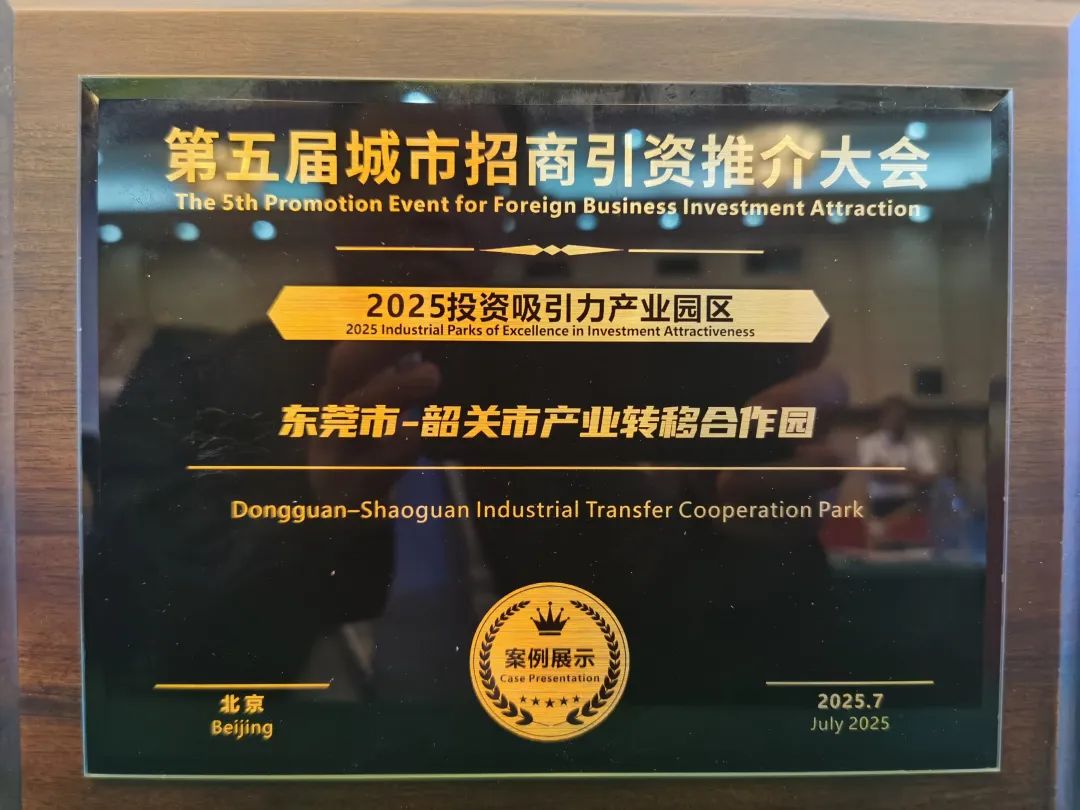 第五届城市招商引资推介大会
The 5th Promotion Event for Foreign Business Investment Attraction
2025投资吸引力产业园区
2025 Industrial Parks of Excellence in Investment Attractiveness
东莞市-韶关市产业转移合作园
Dongguan–Shaoguan Industrial Transfer Cooperation Park
案例展示
Case Presentation
北京
Beijing
2025.7
July 2025